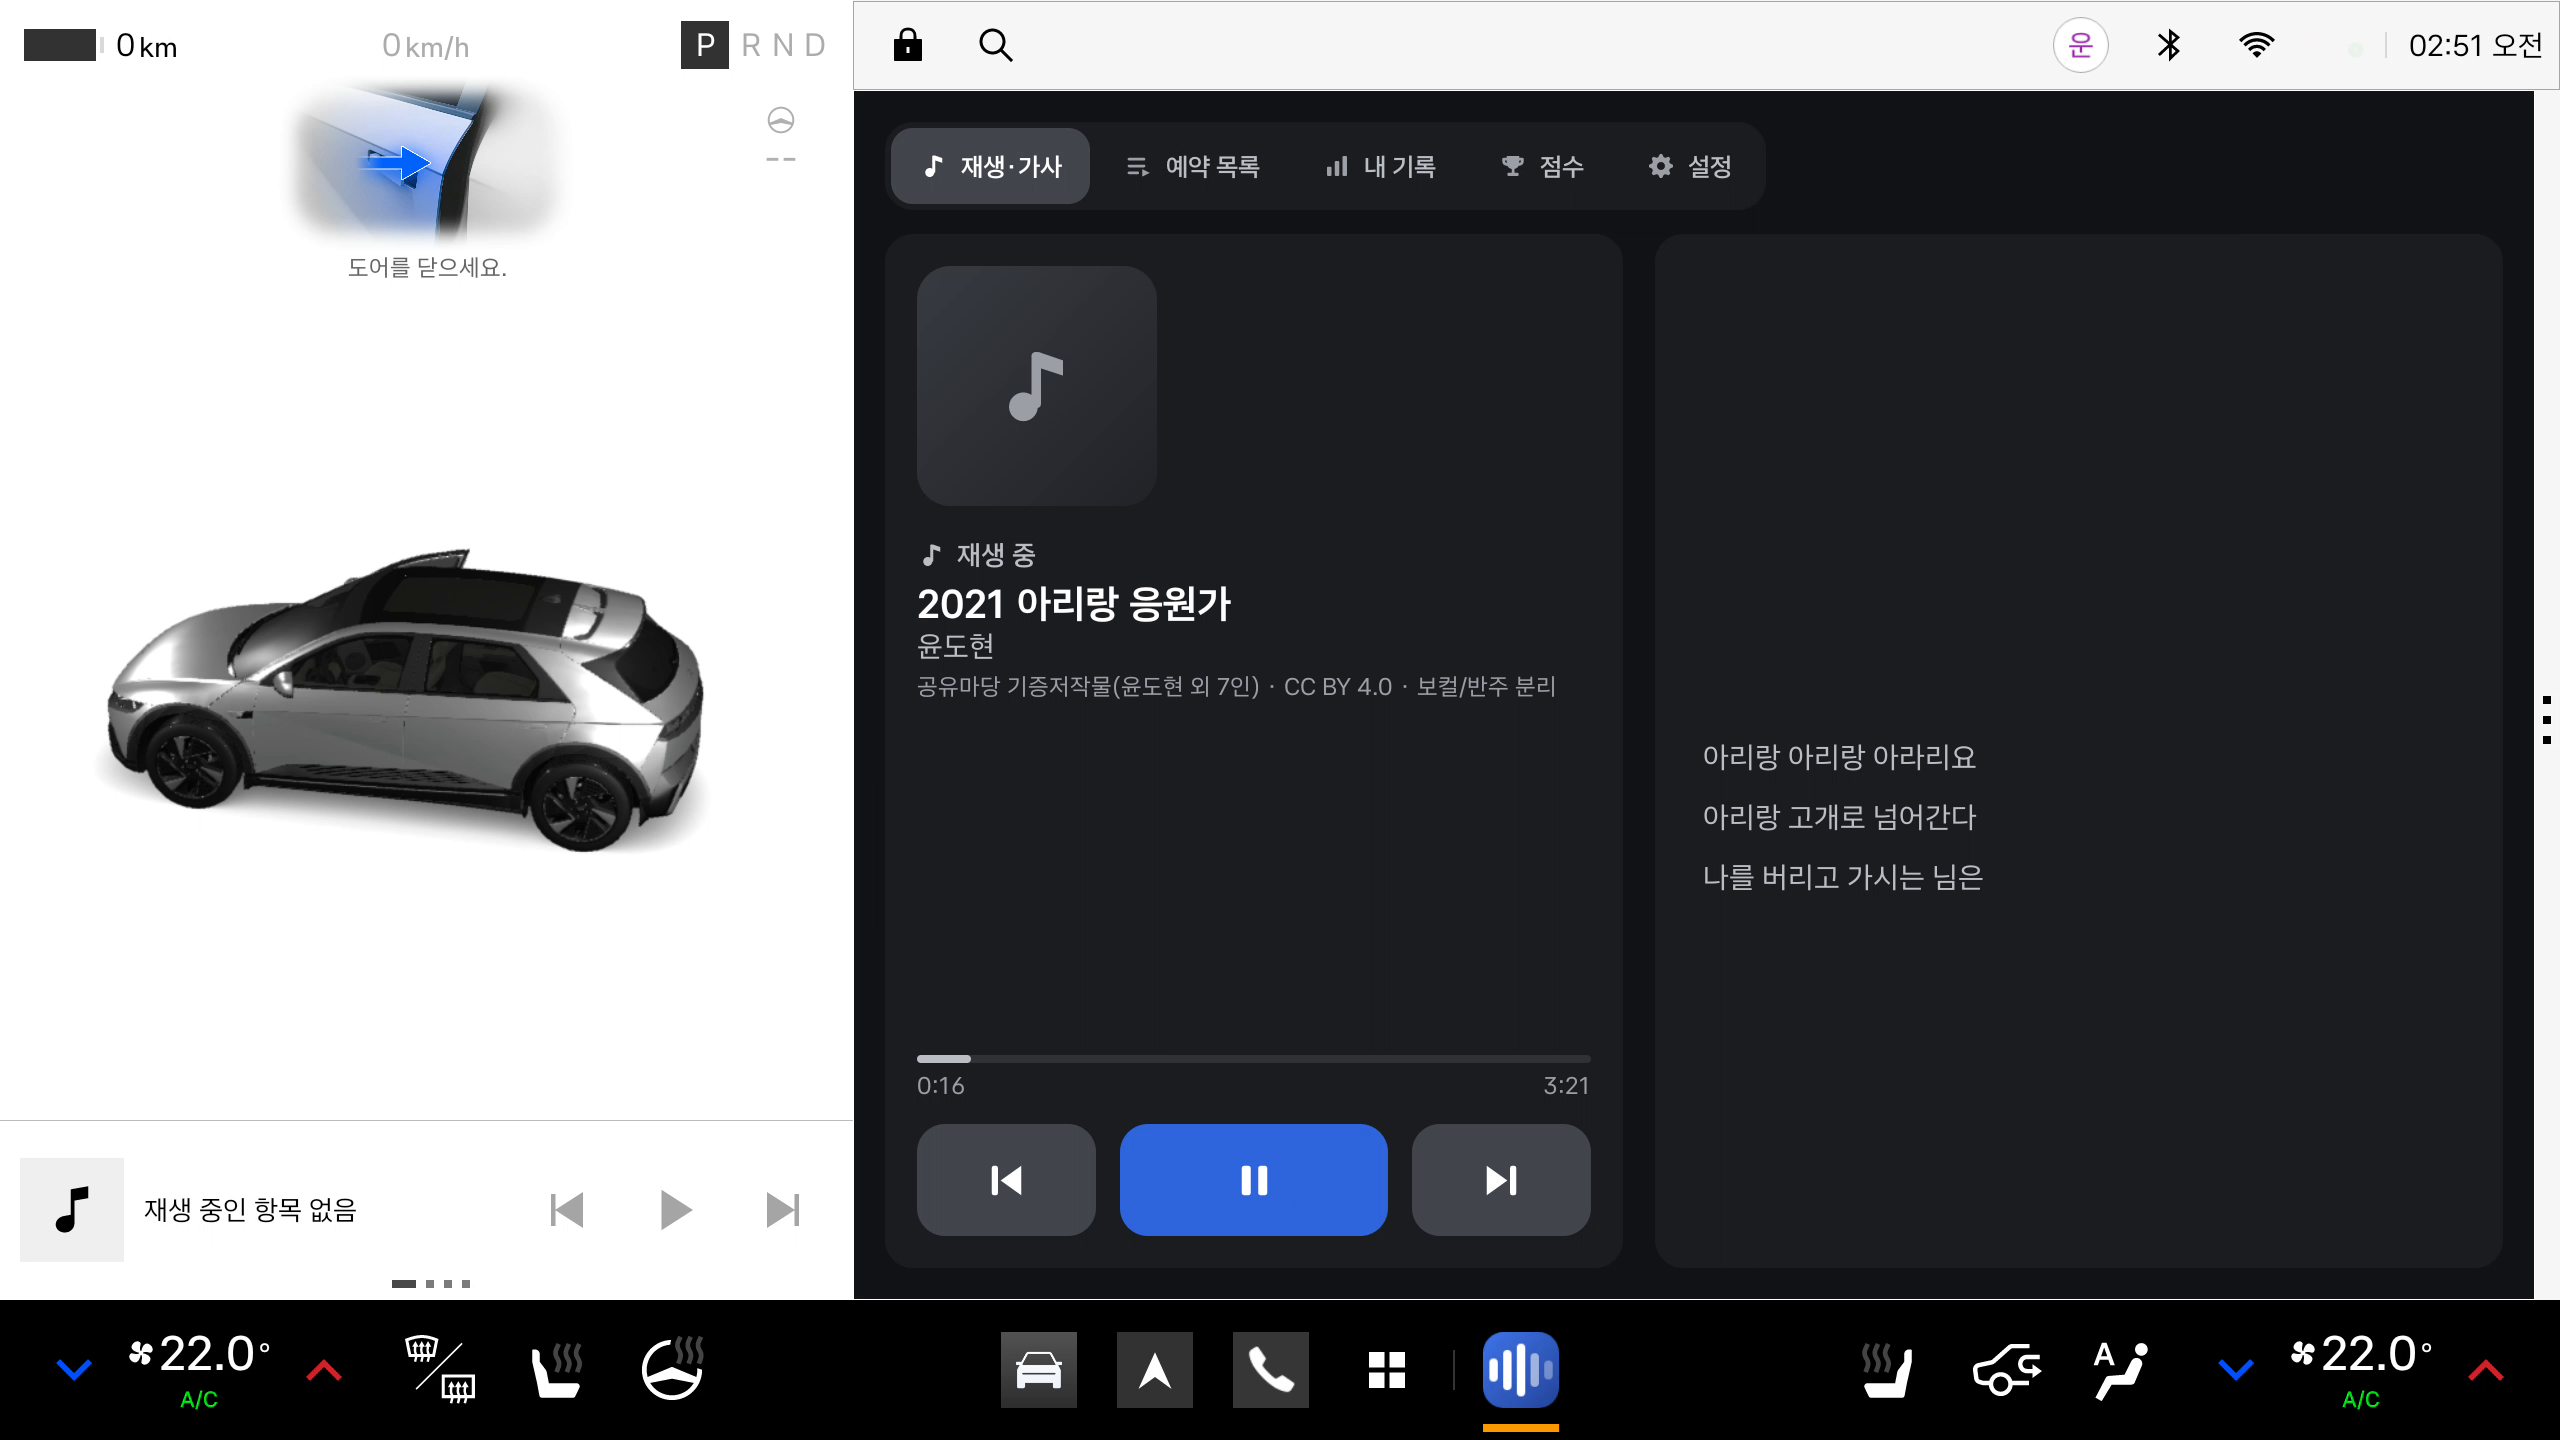 0 km
0 km/h
P R N D
도어를 닫으세요.
재생 중인 항목 없음
운
02:51 오전
재생·가사
예약 목록
내 기록
점수
설정
재생 중
2021 아리랑 응원가
윤도현
공유마당 기증저작물(윤도현 외 7인) · CC BY 4.0 · 보컬/반주 분리
0:16
3:21
아리랑 아리랑 아라리요
아리랑 고개로 넘어간다
나를 버리고 가시는 님은
22.0°
A/C
A
22.0°
A/C